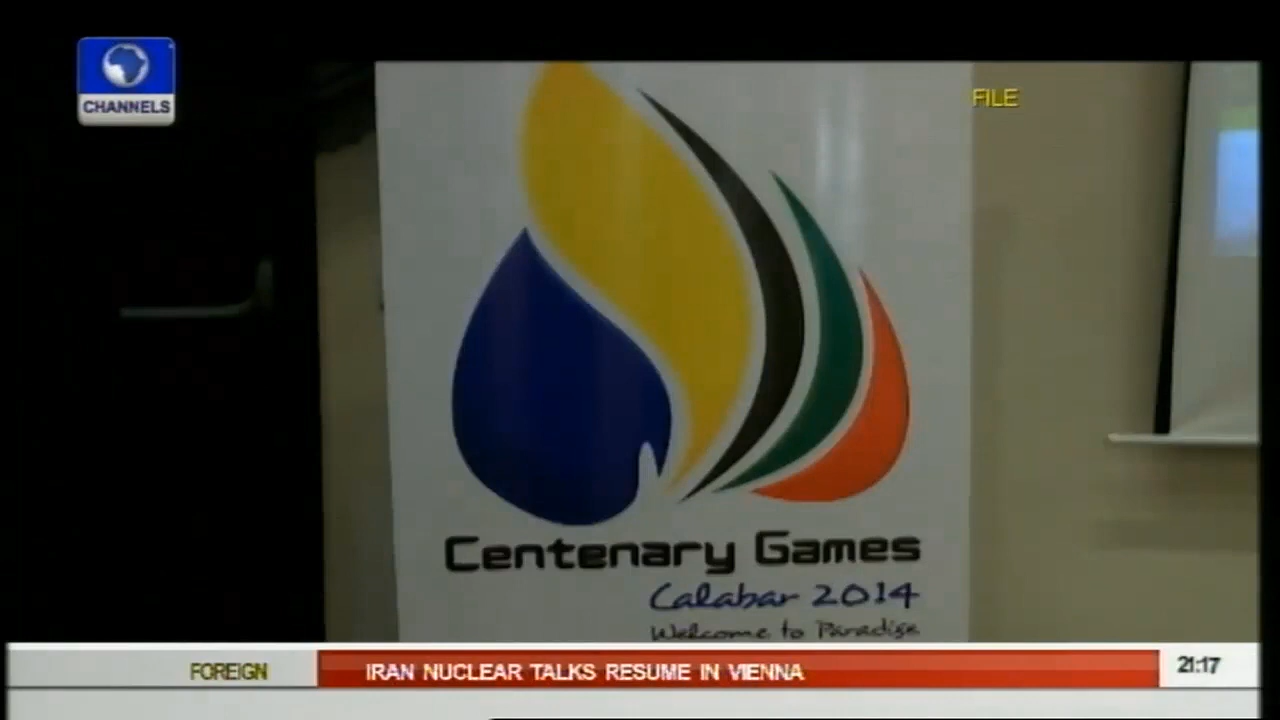 CHANNELS
FILE
Centenary Games
Calabar 2014
Welcome to Paradise
FOREIGN
IRAN NUCLEAR TALKS RESUME IN VIENNA
21:17